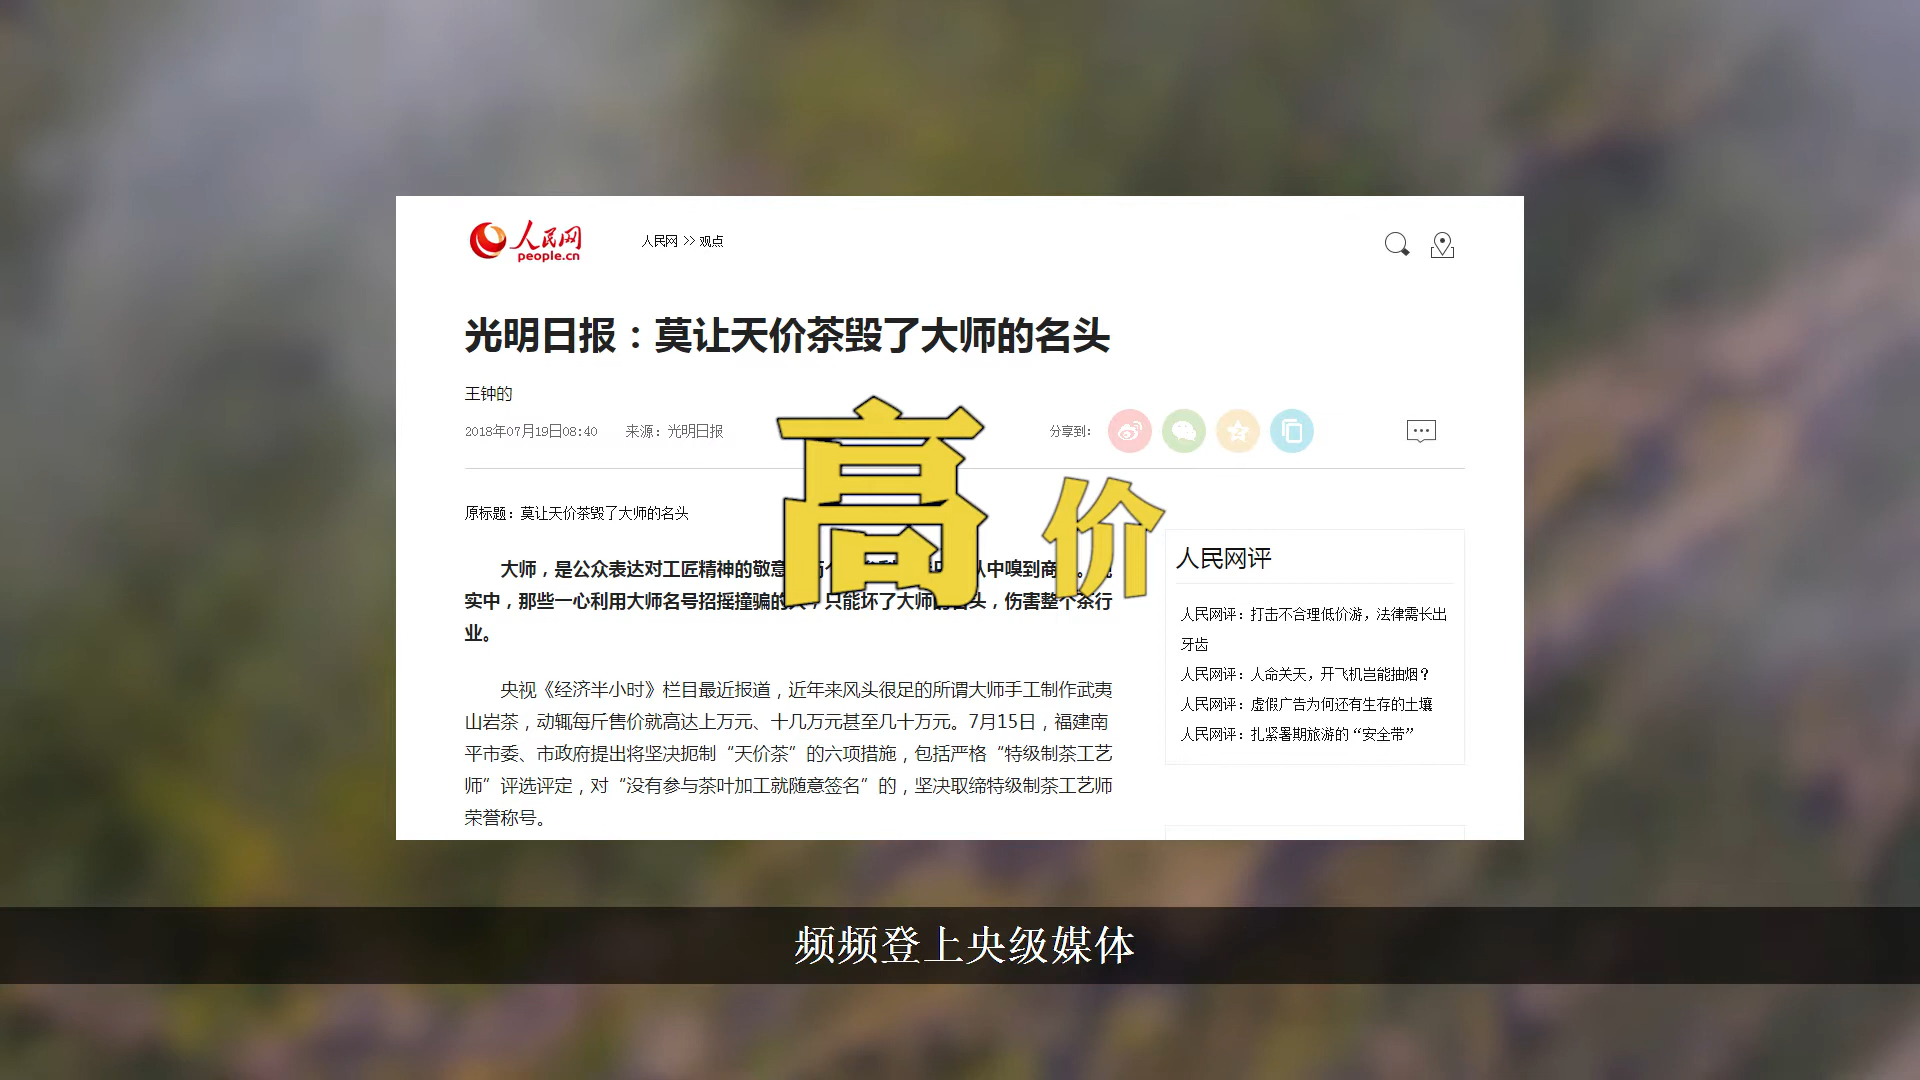 人民网
people.cn
人民网 >> 观点
光明日报：莫让天价茶毁了大师的名头
王钟的
2018年07月19日08:40 来源：光明日报
分享到：
高价
原标题：莫让天价茶毁了大师的名头
大师，是公众表达对工匠精神的敬意 从中嗅到商
实中，那些一心利用大师名号招摇撞骗的 ，只能坏了大师的名头，伤害整个茶行
业。
央视《经济半小时》栏目最近报道，近年来风头很足的所谓大师手工制作武夷
山岩茶，动辄每斤售价就高达上万元、十几万元甚至几十万元。7月15日，福建南
平市委、市政府提出将坚决扼制“天价茶”的六项措施，包括严格“特级制茶工艺
师”评选评定，对“没有参与茶叶加工就随意签名”的，坚决取缔特级制茶工艺师
荣誉称号。
人民网评
人民网评：打击不合理低价游，法律需长出
牙齿
人民网评：人命关天，开飞机岂能抽烟？
人民网评：虚假广告为何还有生存的土壤
人民网评：扎紧暑期旅游的“安全带”
频频登上央级媒体